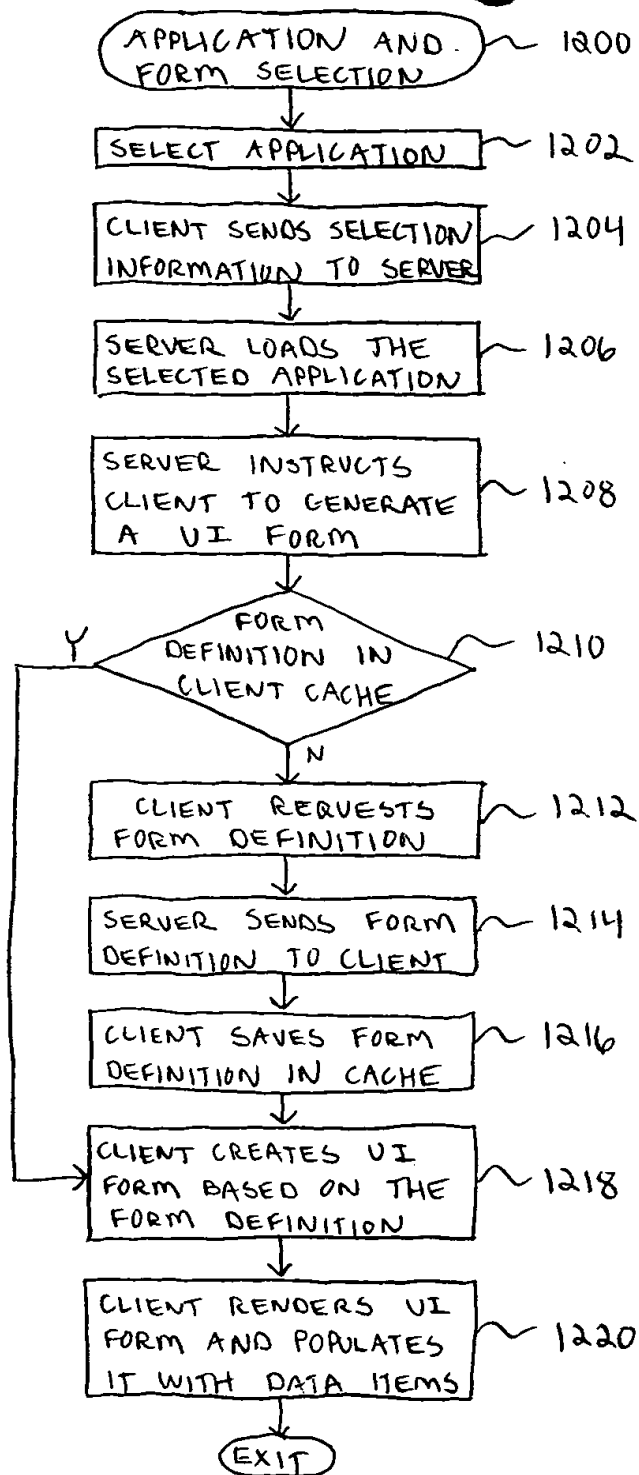 APPLICATION AND
FORM SELECTION
1200
SELECT APPLICATION
1202
CLIENT SENDS SELECTION
INFORMATION TO SERVER
1204
SERVER LOADS THE
SELECTED APPLICATION
1206
SERVER INSTRUCTS
CLIENT TO GENERATE
A UI FORM
1208
FORM
DEFINITION IN
CLIENT CACHE
1210
Y
N
CLIENT REQUESTS
FORM DEFINITION
1212
SERVER SENDS FORM
DEFINITION TO CLIENT
1214
CLIENT SAVES FORM
DEFINITION IN CACHE
1216
CLIENT CREATES UI
FORM BASED ON THE
FORM DEFINITION
1218
CLIENT RENDERS UI
FORM AND POPULATES
IT WITH DATA ITEMS
1220
EXIT